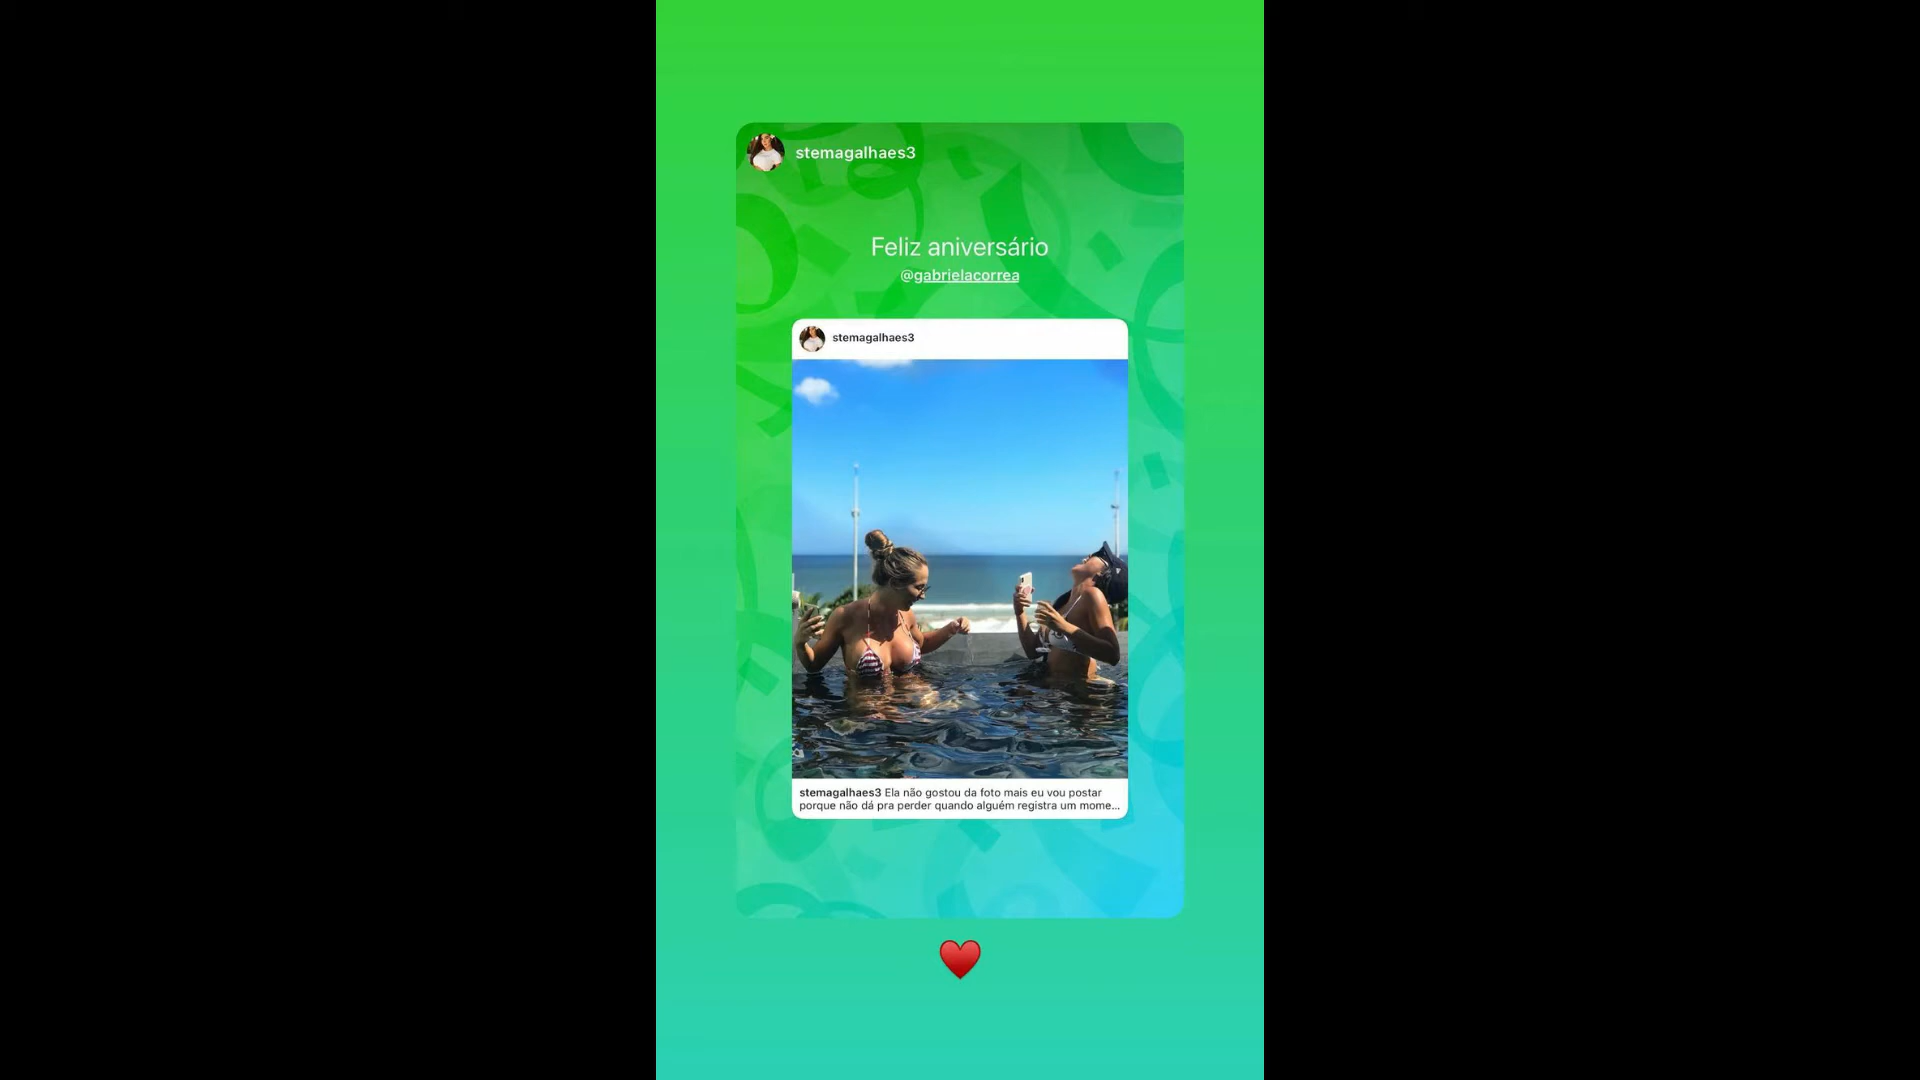 stemagalhaes3
Feliz aniversário
@gabrielacorrea
stemagalhaes3
stemagalhaes3 Ela não gostou da foto mais eu vou postar
porque não dá pra perder quando alguém registra um mome...